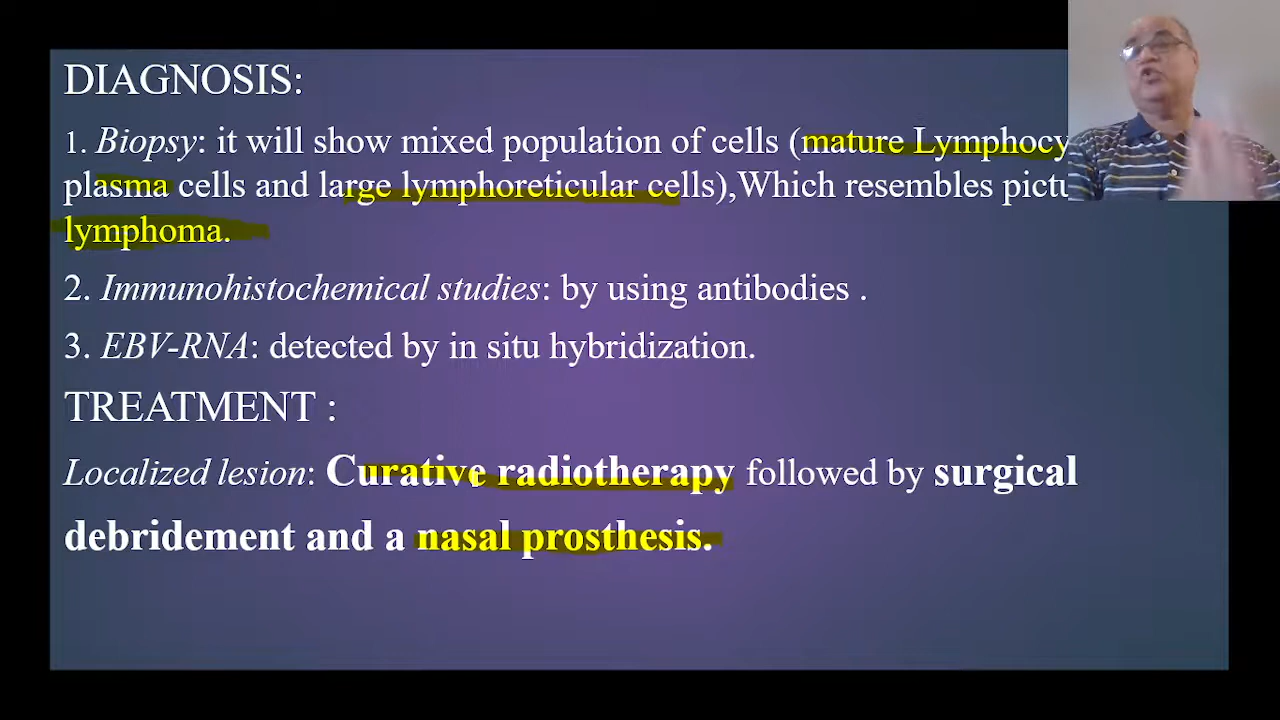 DIAGNOSIS:
1. Biopsy: it will show mixed population of cells (mature Lymphocy
plasma cells and large lymphoreticular cells),Which resembles pictu
lymphoma.
2. Immunohistochemical studies: by using antibodies .
3. EBV-RNA: detected by in situ hybridization.
TREATMENT :
Localized lesion: Curative radiotherapy followed by surgical
debridement and a nasal prosthesis.